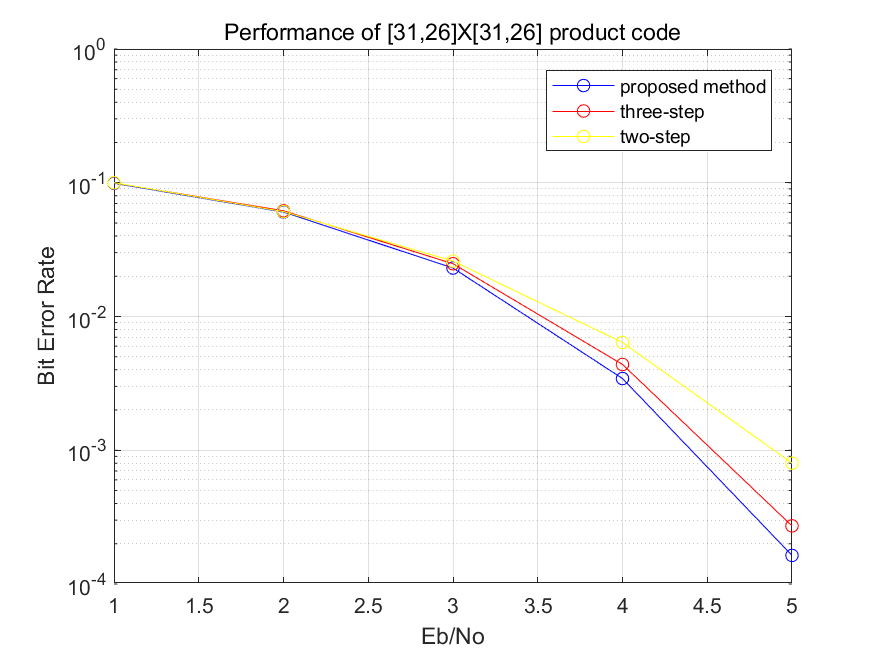 Performance of [31,26]X[31,26] product code
proposed method
three-step
two-step
10^0
10^-1
10^-2
10^-3
10^-4
Bit Error Rate
1 1.5 2 2.5 3 3.5 4 4.5 5
Eb/No